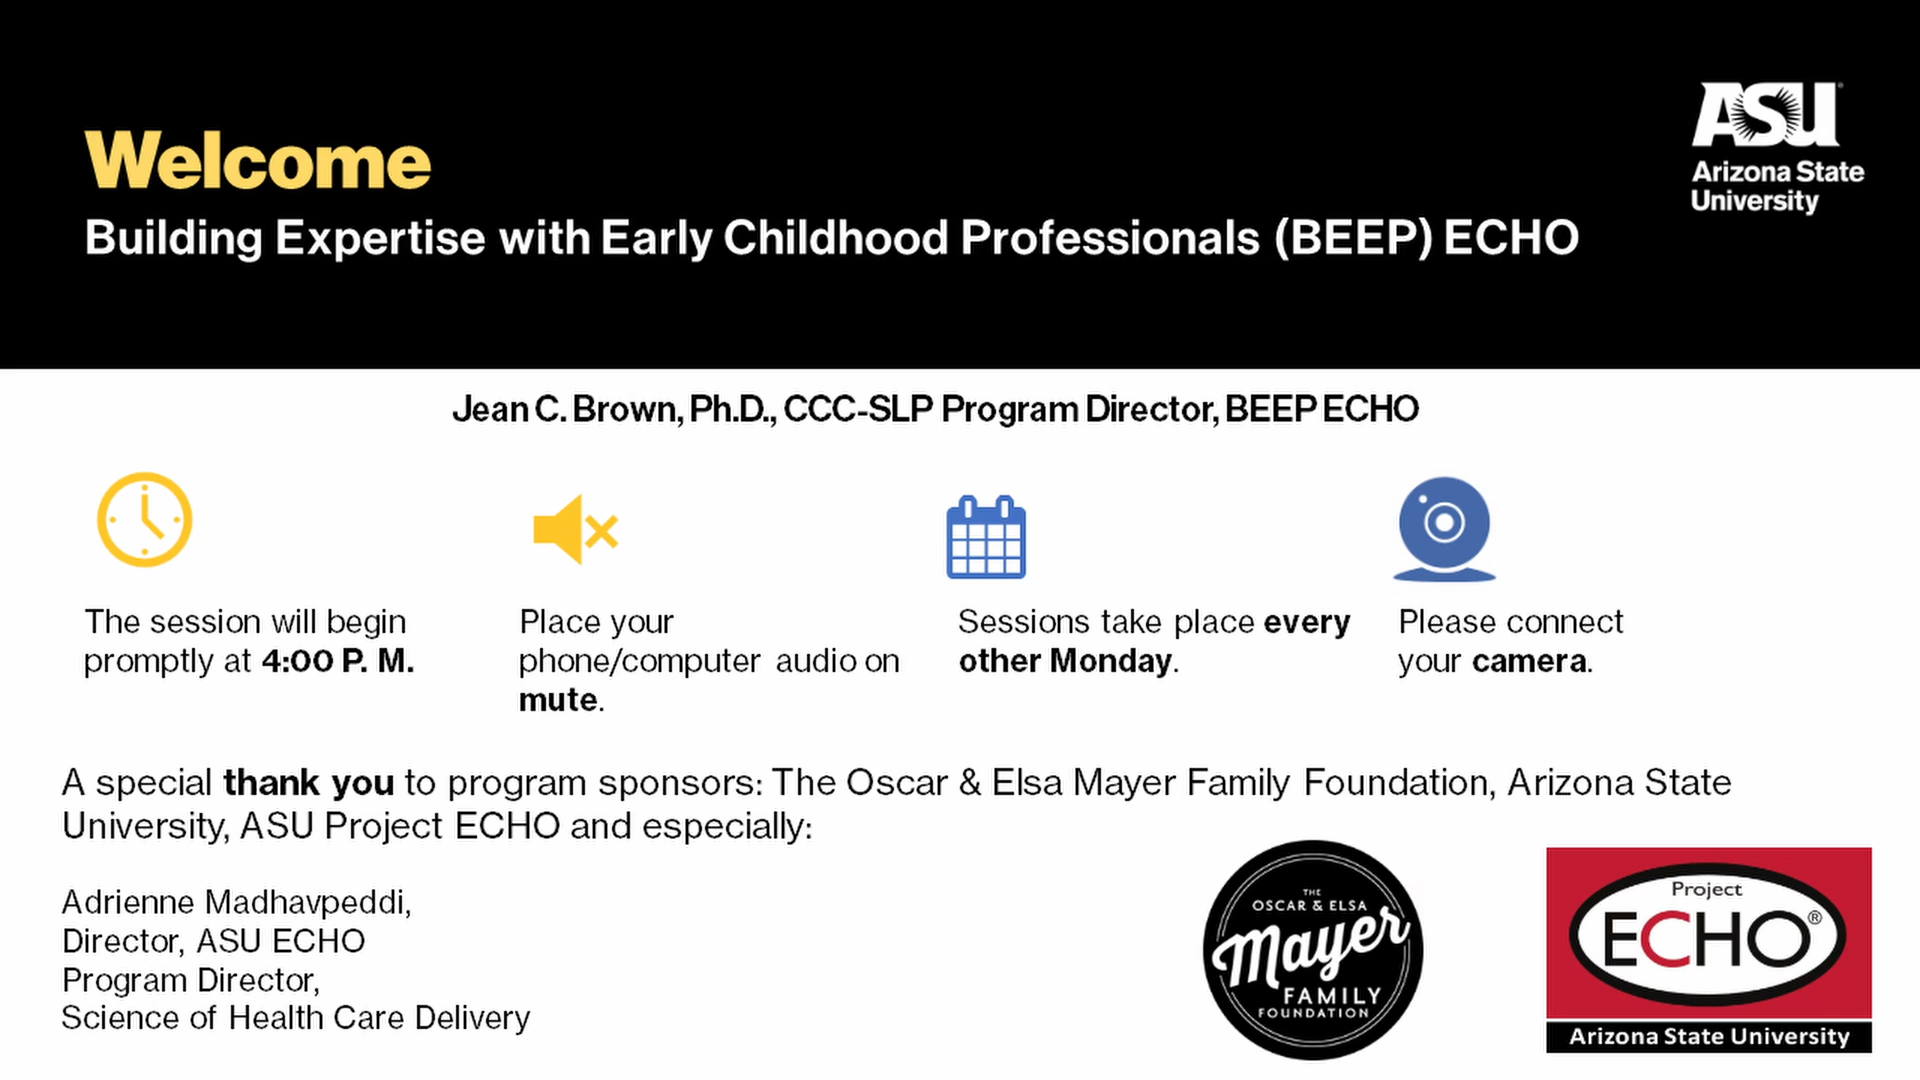 Welcome
Building Expertise with Early Childhood Professionals (BEEP) ECHO
ASU
Arizona State
University
Jean C. Brown, Ph.D., CCC-SLP Program Director, BEEP ECHO
The session will begin
promptly at 4:00 P. M.
Place your
phone/computer audio on
mute.
Sessions take place every
other Monday.
Please connect
your camera.
A special thank you to program sponsors: The Oscar & Elsa Mayer Family Foundation, Arizona State
University, ASU Project ECHO and especially:
Adrienne Madhavpeddi,
Director, ASU ECHO
Program Director,
Science of Health Care Delivery
THE
OSCAR & ELSA
Mayer
FAMILY
FOUNDATION
Project
ECHO®
Arizona State University